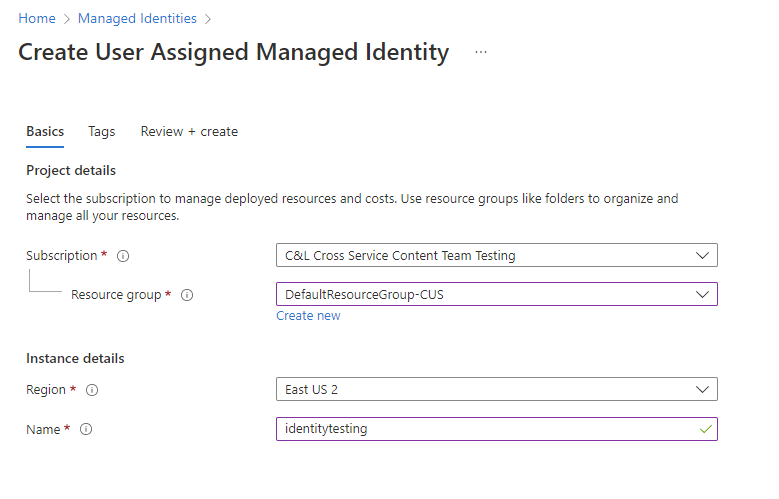 Home > Managed Identities >
Create User Assigned Managed Identity ...
Basics Tags Review + create
Project details
Select the subscription to manage deployed resources and costs. Use resource groups like folders to organize and
manage all your resources.
Subscription * C&L Cross Service Content Team Testing
Resource group * DefaultResourceGroup-CUS
Create new
Instance details
Region * East US 2
Name * identitytesting